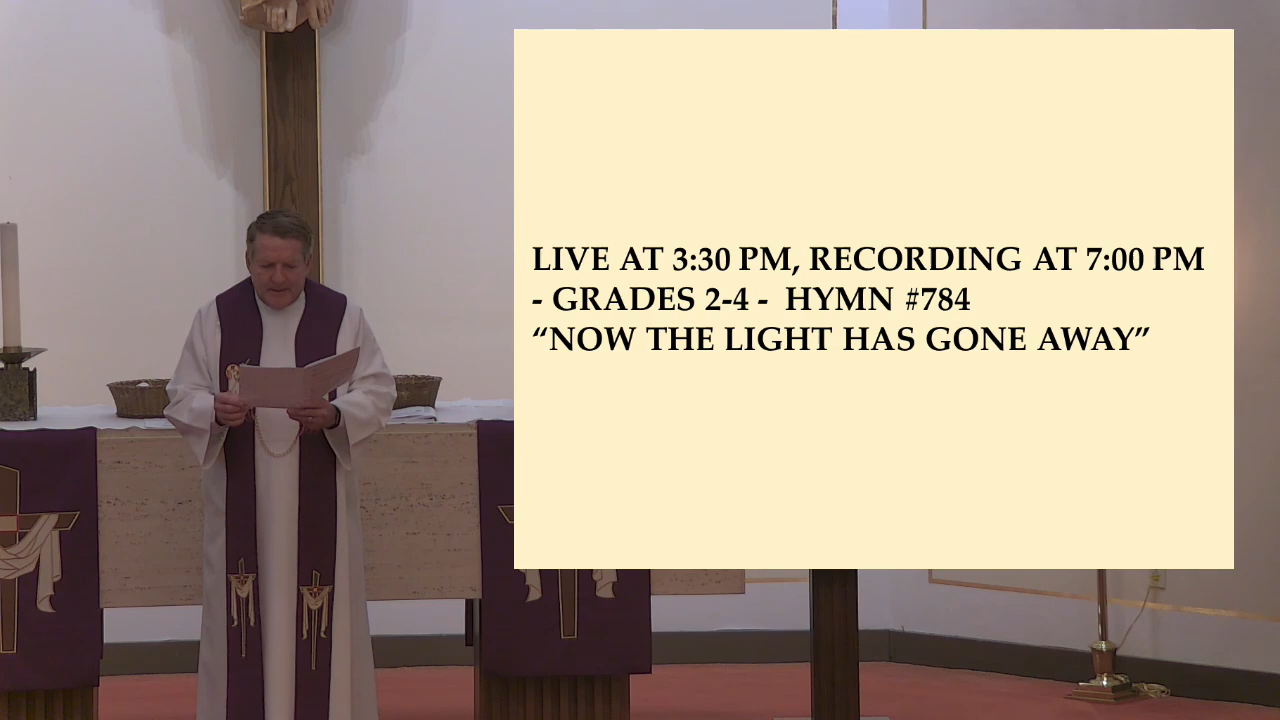 LIVE AT 3:30 PM, RECORDING AT 7:00 PM
- GRADES 2-4 - HYMN #784
“NOW THE LIGHT HAS GONE AWAY”